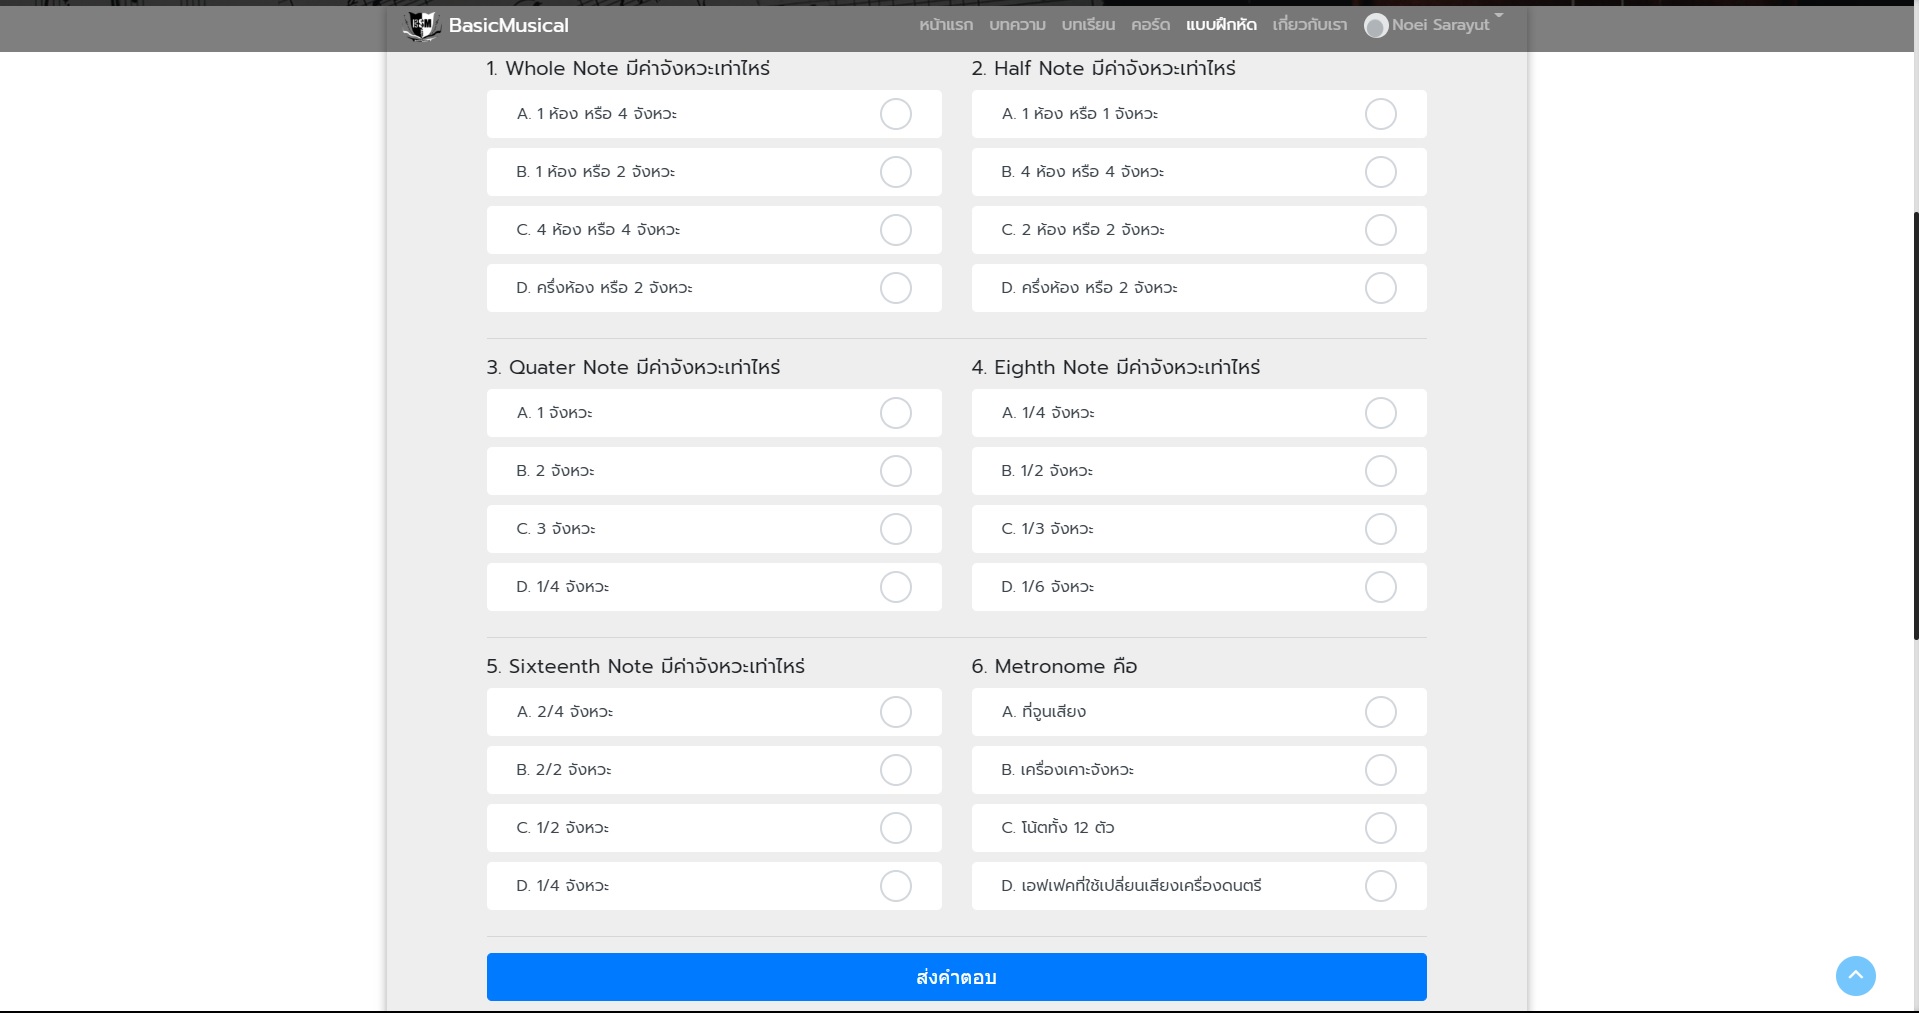 BSM
BasicMusical
หน้าแรก บทความ บทเรียน คอร์ด แบบฝึกหัด เกี่ยวกับเรา Noei Sarayut
1. Whole Note มีค่าจังหวะเท่าไหร่
A. 1 ห้อง หรือ 4 จังหวะ
B. 1 ห้อง หรือ 2 จังหวะ
C. 4 ห้อง หรือ 4 จังหวะ
D. ครึ่งห้อง หรือ 2 จังหวะ
2. Half Note มีค่าจังหวะเท่าไหร่
A. 1 ห้อง หรือ 1 จังหวะ
B. 4 ห้อง หรือ 4 จังหวะ
C. 2 ห้อง หรือ 2 จังหวะ
D. ครึ่งห้อง หรือ 2 จังหวะ
3. Quater Note มีค่าจังหวะเท่าไหร่
A. 1 จังหวะ
B. 2 จังหวะ
C. 3 จังหวะ
D. 1/4 จังหวะ
4. Eighth Note มีค่าจังหวะเท่าไหร่
A. 1/4 จังหวะ
B. 1/2 จังหวะ
C. 1/3 จังหวะ
D. 1/6 จังหวะ
5. Sixteenth Note มีค่าจังหวะเท่าไหร่
A. 2/4 จังหวะ
B. 2/2 จังหวะ
C. 1/2 จังหวะ
D. 1/4 จังหวะ
6. Metronome คือ
A. ที่จูนเสียง
B. เครื่องเคาะจังหวะ
C. โน้ตทั้ง 12 ตัว
D. เอฟเฟคที่ใช้เปลี่ยนเสียงเครื่องดนตรี
ส่งคำตอบ